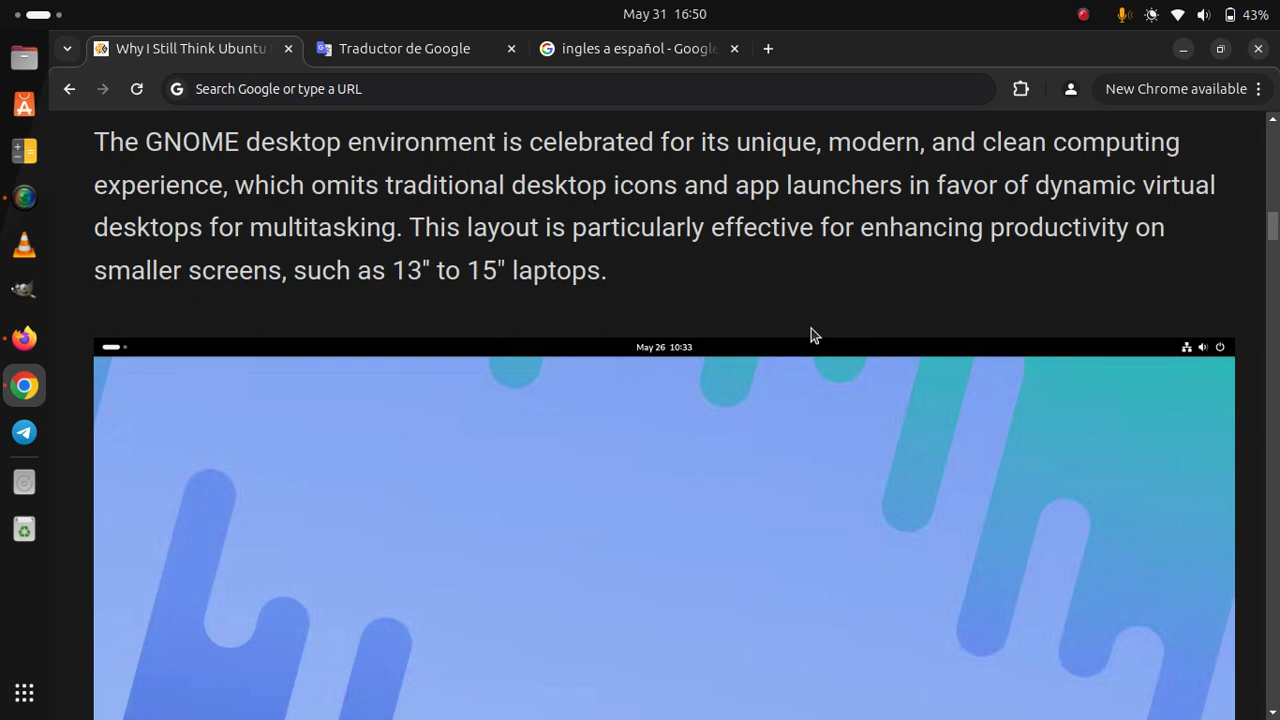 May 31 16:50
43%
Why I Still Think Ubuntu
Traductor de Google
ingles a español - Google
Search Google or type a URL
New Chrome available
The GNOME desktop environment is celebrated for its unique, modern, and clean computing
experience, which omits traditional desktop icons and app launchers in favor of dynamic virtual
desktops for multitasking. This layout is particularly effective for enhancing productivity on
smaller screens, such as 13" to 15" laptops.
May 26 10:33